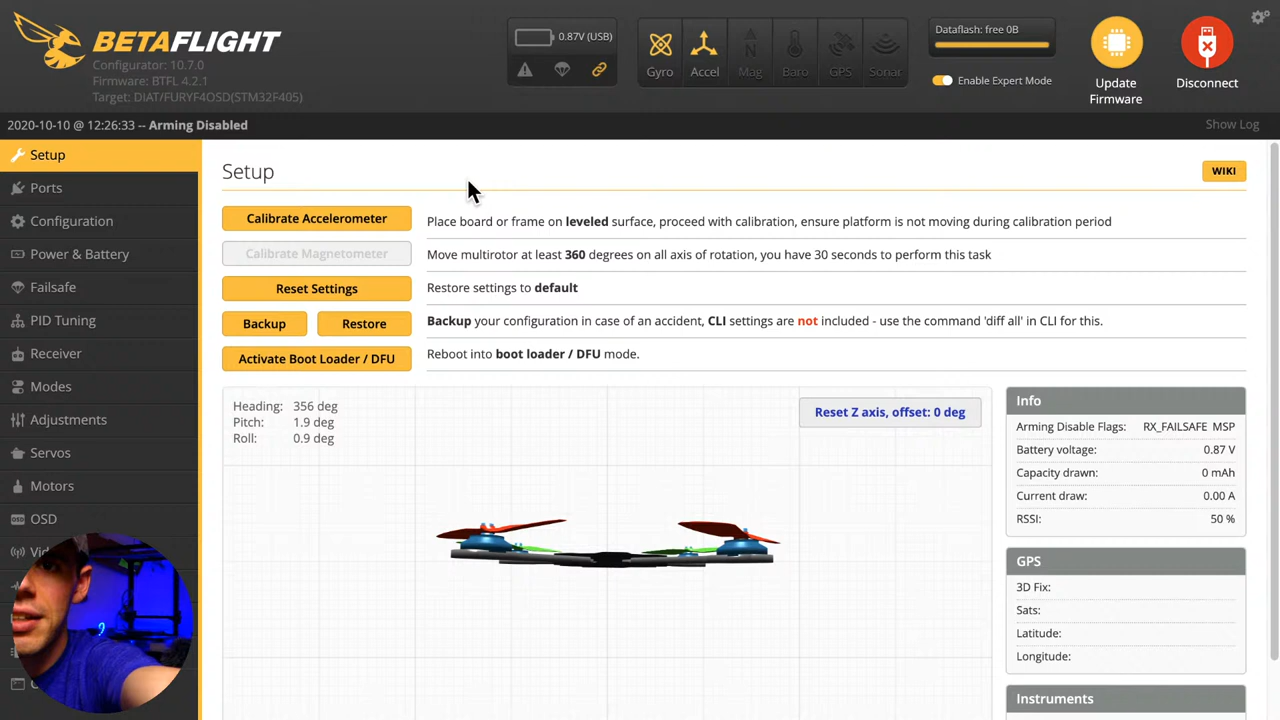 BETAFLIGHT
Configurator: 10.7.0
Firmware: BTFL 4.2.1
Target: DIAT/FURYF4OSD(STM32F405)
0.87V (USB)
Gyro
Accel
Mag
Baro
GPS
Sonar
Dataflash: free 0B
Enable Expert Mode
Update
Firmware
Disconnect
2020-10-10 @ 12:26:33 -- Arming Disabled
Show Log
Setup
Ports
Configuration
Power & Battery
Failsafe
PID Tuning
Receiver
Modes
Adjustments
Servos
Motors
OSD
Setup
WIKI
Calibrate Accelerometer
Place board or frame on leveled surface, proceed with calibration, ensure platform is not moving during calibration period
Calibrate Magnetometer
Move multirotor at least 360 degrees on all axis of rotation, you have 30 seconds to perform this task
Reset Settings
Restore settings to default
Backup
Restore
Backup your configuration in case of an accident, CLI settings are not included - use the command 'diff all' in CLI for this.
Activate Boot Loader / DFU
Reboot into boot loader / DFU mode.
Heading: 356 deg
Pitch: 1.9 deg
Roll: 0.9 deg
Reset Z axis, offset: 0 deg
Info
Arming Disable Flags: RX_FAILSAFE MSP
Battery voltage: 0.87 V
Capacity drawn: 0 mAh
Current draw: 0.00 A
RSSI: 50 %
GPS
3D Fix:
Sats:
Latitude:
Longitude:
Instruments